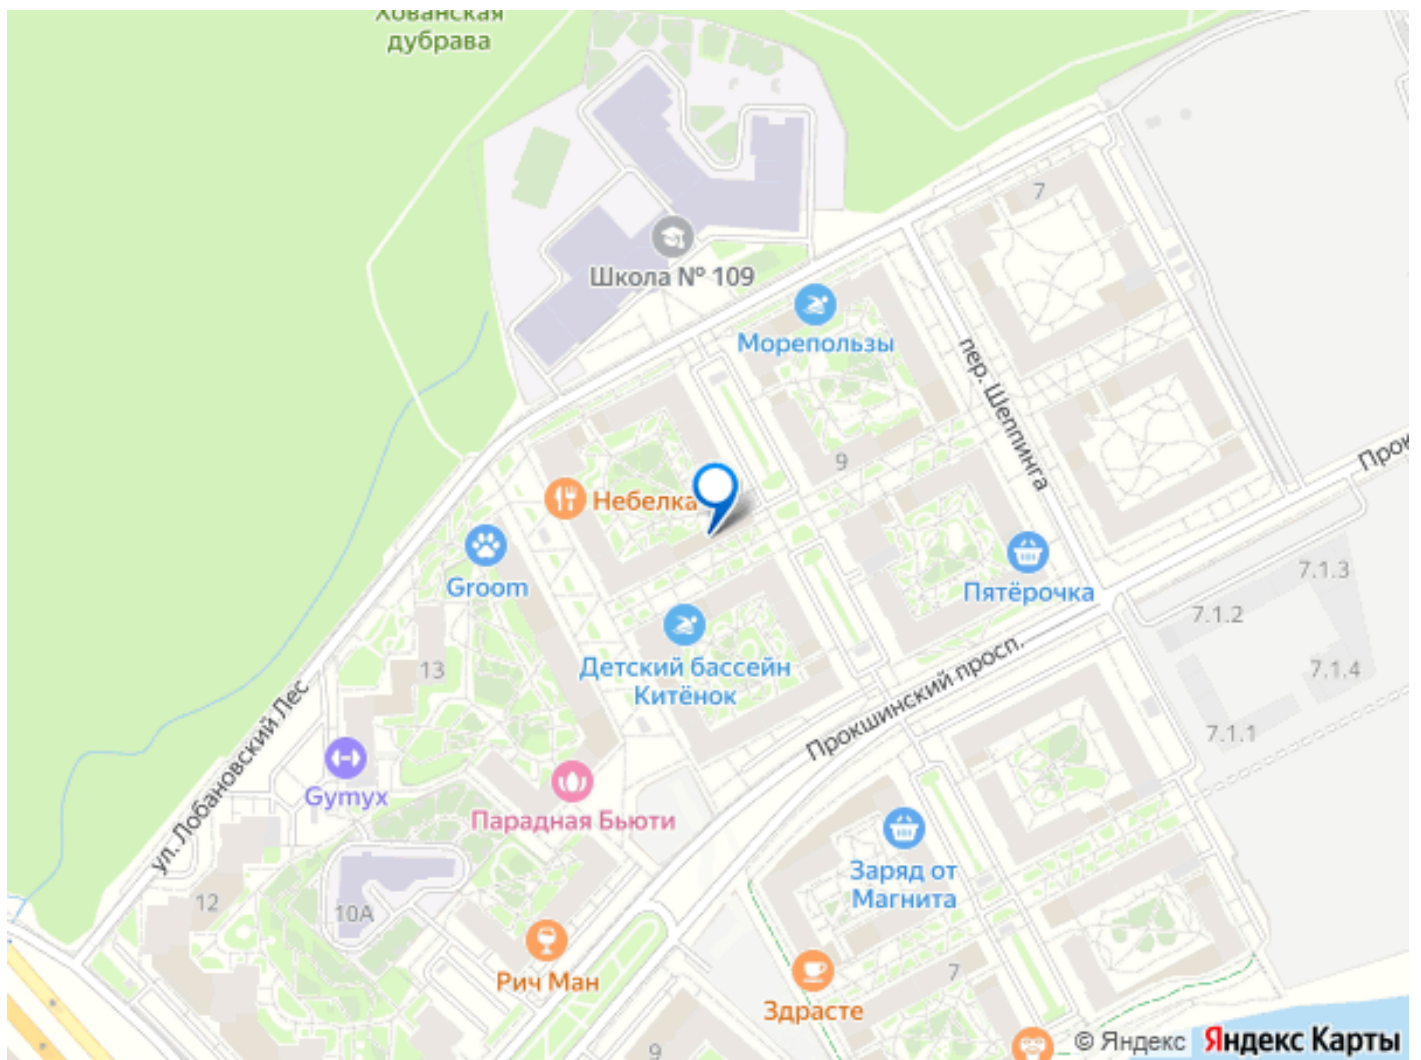 Хованская
дубрава
7
Школа № 109
Морепользы
пер. Шеппинга
9
Прок
Небелка
Groom
Пятёрочка
7.1.3
7.1.2
7.1.4
7.1.1
13
Детский бассейн
Китёнок
Прокшинский просп.
ул. Лобановский Лес
Gymyx
Парадная Бьюти
Заряд от
Магнита
12
10А
Рич Ман
7
Здрасте
9
© Яндекс Яндекс Карты